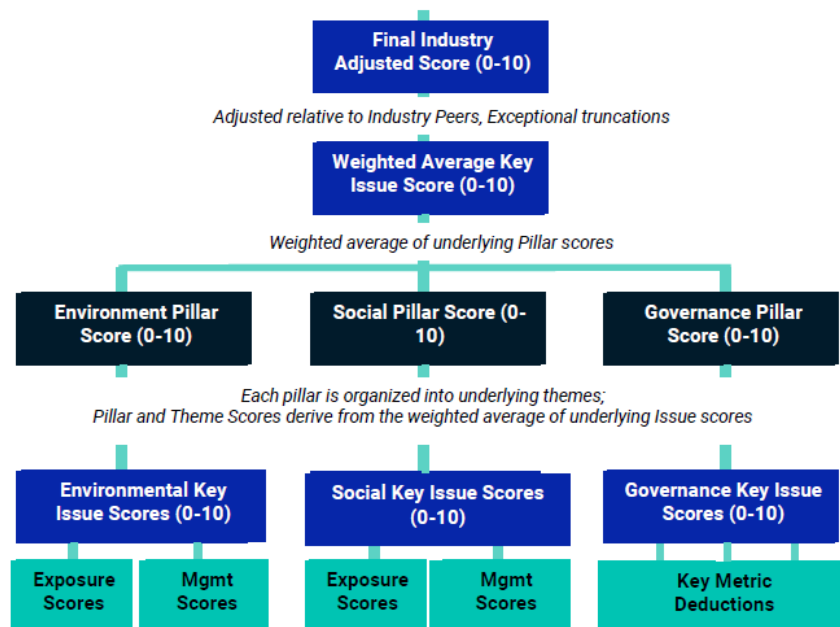 Final Industry
Adjusted Score (0-10)
Adjusted relative to Industry Peers, Exceptional truncations
Weighted Average Key
Issue Score (0-10)
Weighted average of underlying Pillar scores
Environment Pillar
Score (0-10)
Social Pillar Score (0-
10)
Governance Pillar
Score (0-10)
Each pillar is organized into underlying themes;
Pillar and Theme Scores derive from the weighted average of underlying Issue scores
Environmental Key
Issue Scores (0-10)
Social Key Issue Scores
(0-10)
Governance Key Issue
Scores (0-10)
Exposure
Scores
Mgmt
Scores
Exposure
Scores
Mgmt
Scores
Key Metric
Deductions